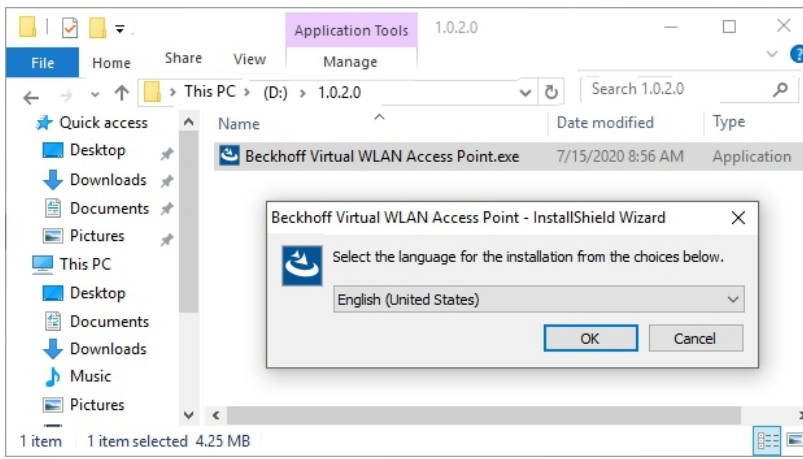 Application Tools 1.0.2.0
File Home Share View Manage
This PC > (D:) > 1.0.2.0
Search 1.0.2.0
Quick access
Desktop
Downloads
Documents
Pictures
This PC
Desktop
Documents
Downloads
Music
Pictures
Name Date modified Type
Beckhoff Virtual WLAN Access Point.exe 7/15/2020 8:56 AM Application
Beckhoff Virtual WLAN Access Point - InstallShield Wizard
Select the language for the installation from the choices below.
English (United States)
OK Cancel
1 item 1 item selected 4.25 MB